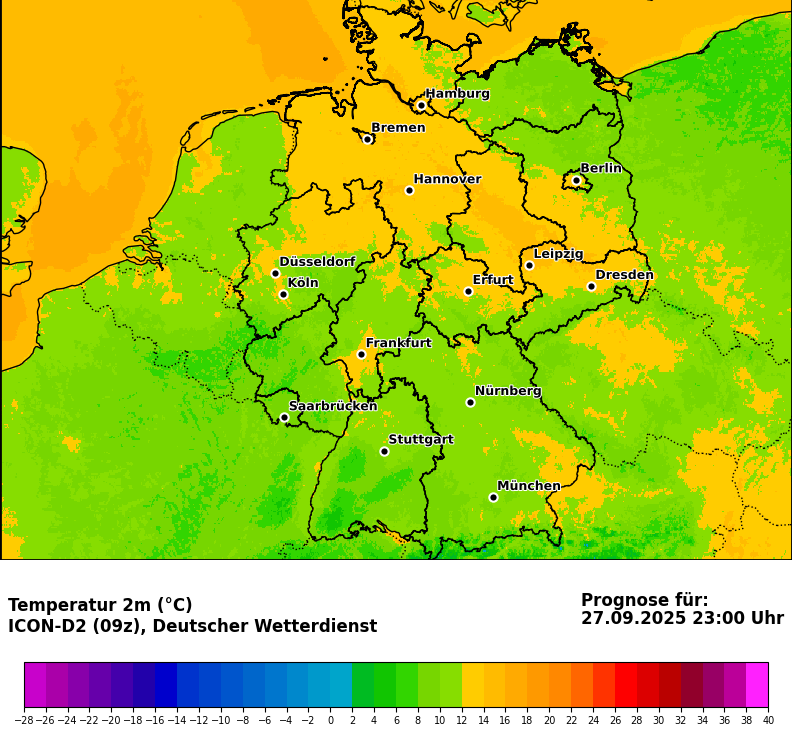 Hamburg
Bremen
Berlin
Hannover
Leipzig
Düsseldorf
Dresden
Köln
Erfurt
Frankfurt
Nürnberg
Saarbrücken
Stuttgart
München
Temperatur 2m (°C)
ICON-D2 (09z), Deutscher Wetterdienst
Prognose für:
27.09.2025 23:00 Uhr
−28 −26 −24 −22 −20 −18 −16 −14 −12 −10 −8 −6 −4 −2 0 2 4 6 8 10 12 14 16 18 20 22 24 26 28 30 32 34 36 38 40